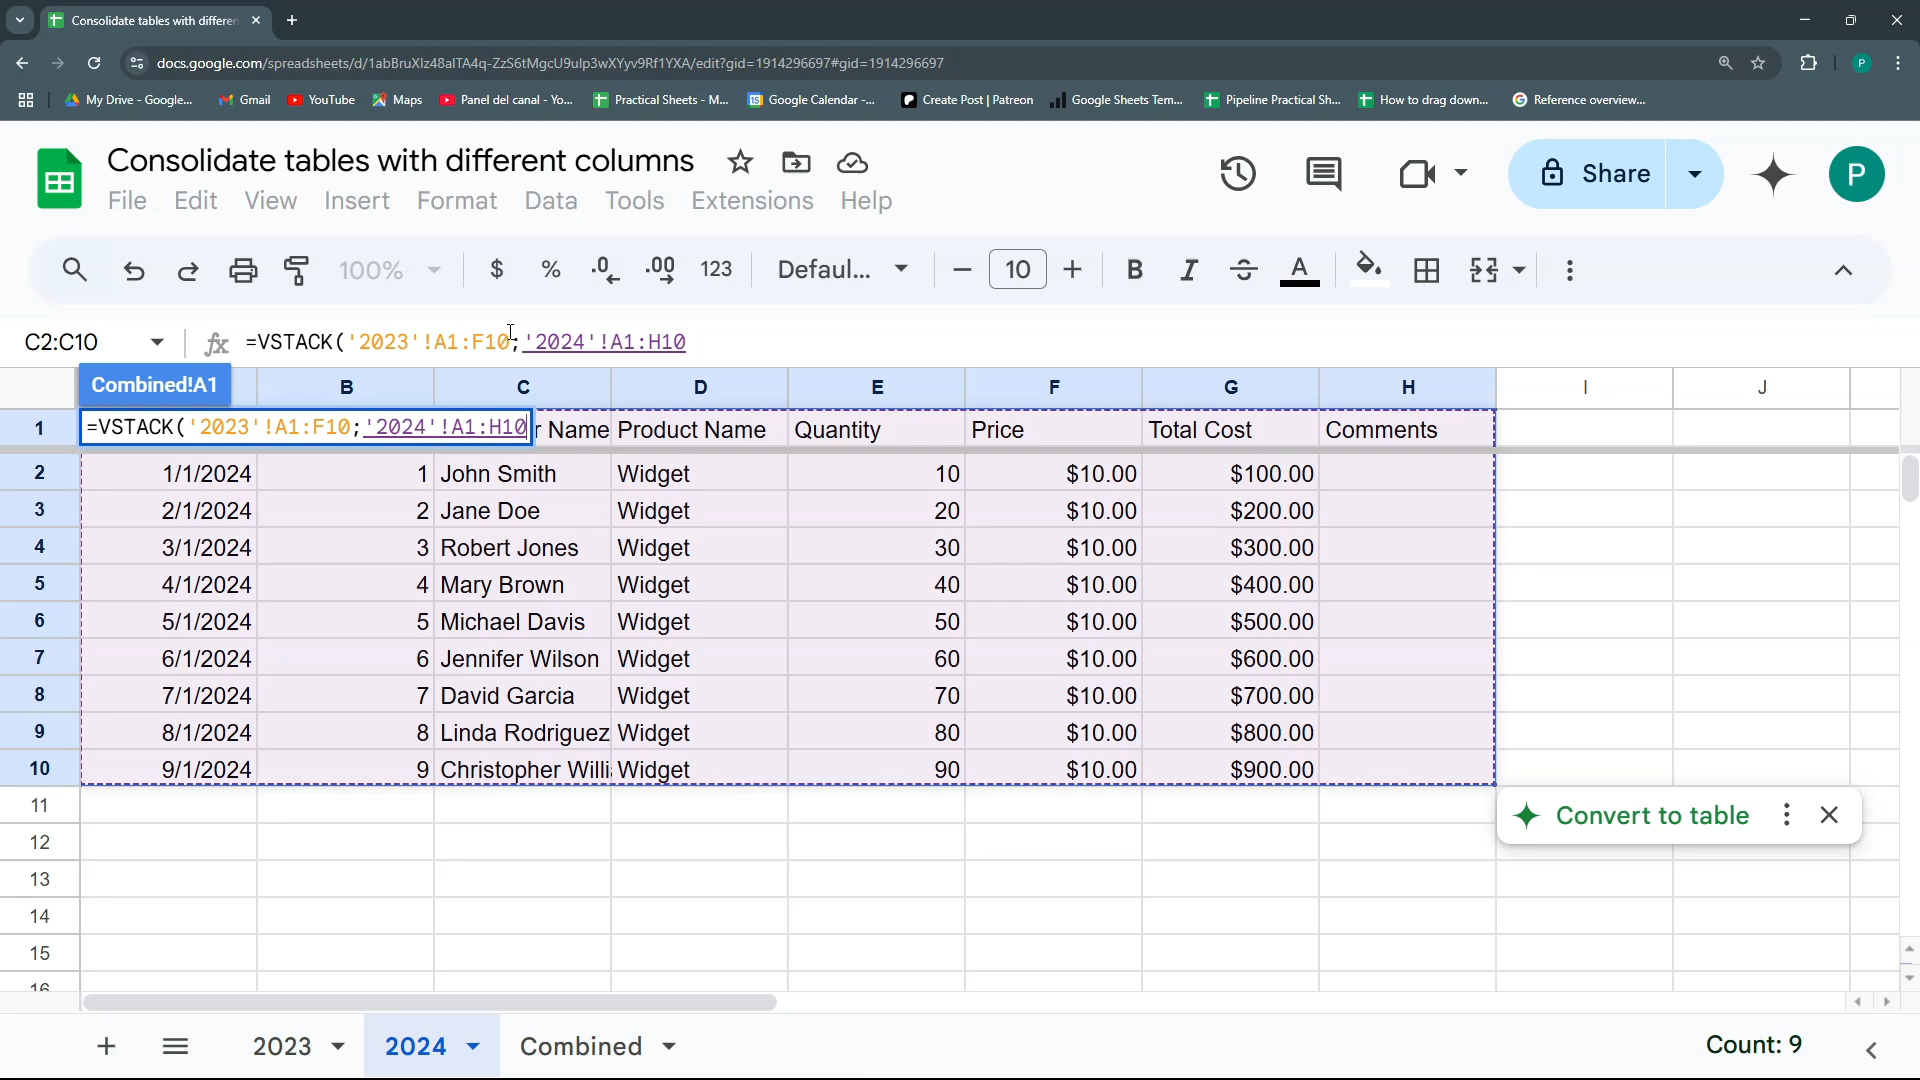 Consolidate tables with differen
docs.google.com/spreadsheets/d/1abBruXIz48aITA4q-ZzS6tMgcU9ulp3wXYyv9Rf1YXA/edit?gid=1914296697#gid=1914296697
P
My Drive - Google... Gmail YouTube Maps Panel del canal - Yo... Practical Sheets - M... Google Calendar -... Create Post | Patreon Google Sheets Tem... Pipeline Practical Sh... How to drag down... Reference overview...
Consolidate tables with different columns
Share
P
File Edit View Insert Format Data Tools Extensions Help
100% $ % .0 .00 123 Defaul... 10 B I A
C2:C10 fx =VSTACK('2023'!A1:F10;'2024'!A1:H10
Combined!A1 B C D E F G H I J
1 =VSTACK('2023'!A1:F10;'2024'!A1:H10 r Name Product Name Quantity Price Total Cost Comments
2 1/1/2024 1 John Smith Widget 10 $10.00 $100.00
3 2/1/2024 2 Jane Doe Widget 20 $10.00 $200.00
4 3/1/2024 3 Robert Jones Widget 30 $10.00 $300.00
5 4/1/2024 4 Mary Brown Widget 40 $10.00 $400.00
6 5/1/2024 5 Michael Davis Widget 50 $10.00 $500.00
7 6/1/2024 6 Jennifer Wilson Widget 60 $10.00 $600.00
8 7/1/2024 7 David Garcia Widget 70 $10.00 $700.00
9 8/1/2024 8 Linda Rodriguez Widget 80 $10.00 $800.00
10 9/1/2024 9 Christopher Willi Widget 90 $10.00 $900.00
11
Convert to table
12
13
14
15
16
2023 2024 Combined Count: 9